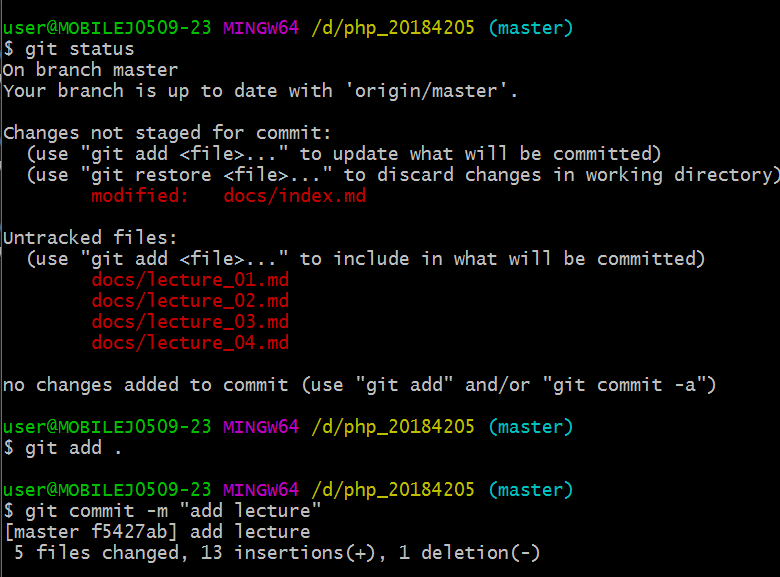 user@MOBILEJ0509-23 MINGW64 /d/php_20184205 (master)
$ git status
On branch master
Your branch is up to date with 'origin/master'.
Changes not staged for commit:
(use "git add <file>..." to update what will be committed)
(use "git restore <file>..." to discard changes in working directory)
modified: docs/index.md
Untracked files:
(use "git add <file>..." to include in what will be committed)
docs/lecture_01.md
docs/lecture_02.md
docs/lecture_03.md
docs/lecture_04.md
no changes added to commit (use "git add" and/or "git commit -a")
user@MOBILEJ0509-23 MINGW64 /d/php_20184205 (master)
$ git add .
user@MOBILEJ0509-23 MINGW64 /d/php_20184205 (master)
$ git commit -m "add lecture"
[master f5427ab] add lecture
5 files changed, 13 insertions(+), 1 deletion(-)